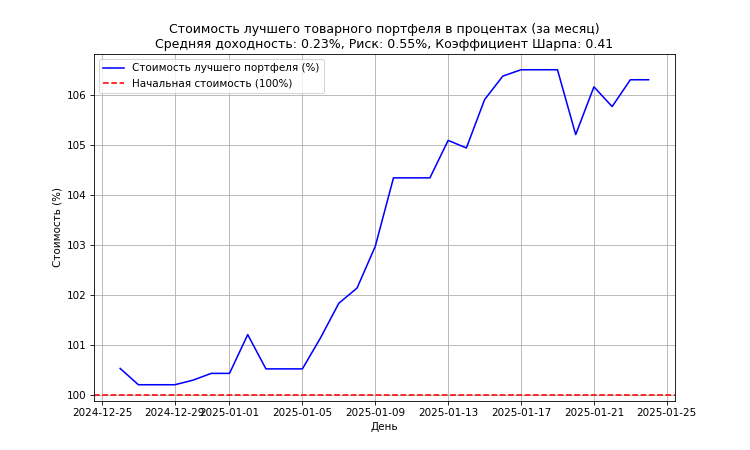 Стоимость лучшего товарного портфеля в процентах (за месяц)
Средняя доходность: 0.23%, Риск: 0.55%, Коэффициент Шарпа: 0.41
Стоимость лучшего портфеля (%)
Начальная стоимость (100%)
Стоимость (%)
106
105
104
103
102
101
100
2024-12-25 2024-12-29 2025-01-01 2025-01-05 2025-01-09 2025-01-13 2025-01-17 2025-01-21 2025-01-25
День